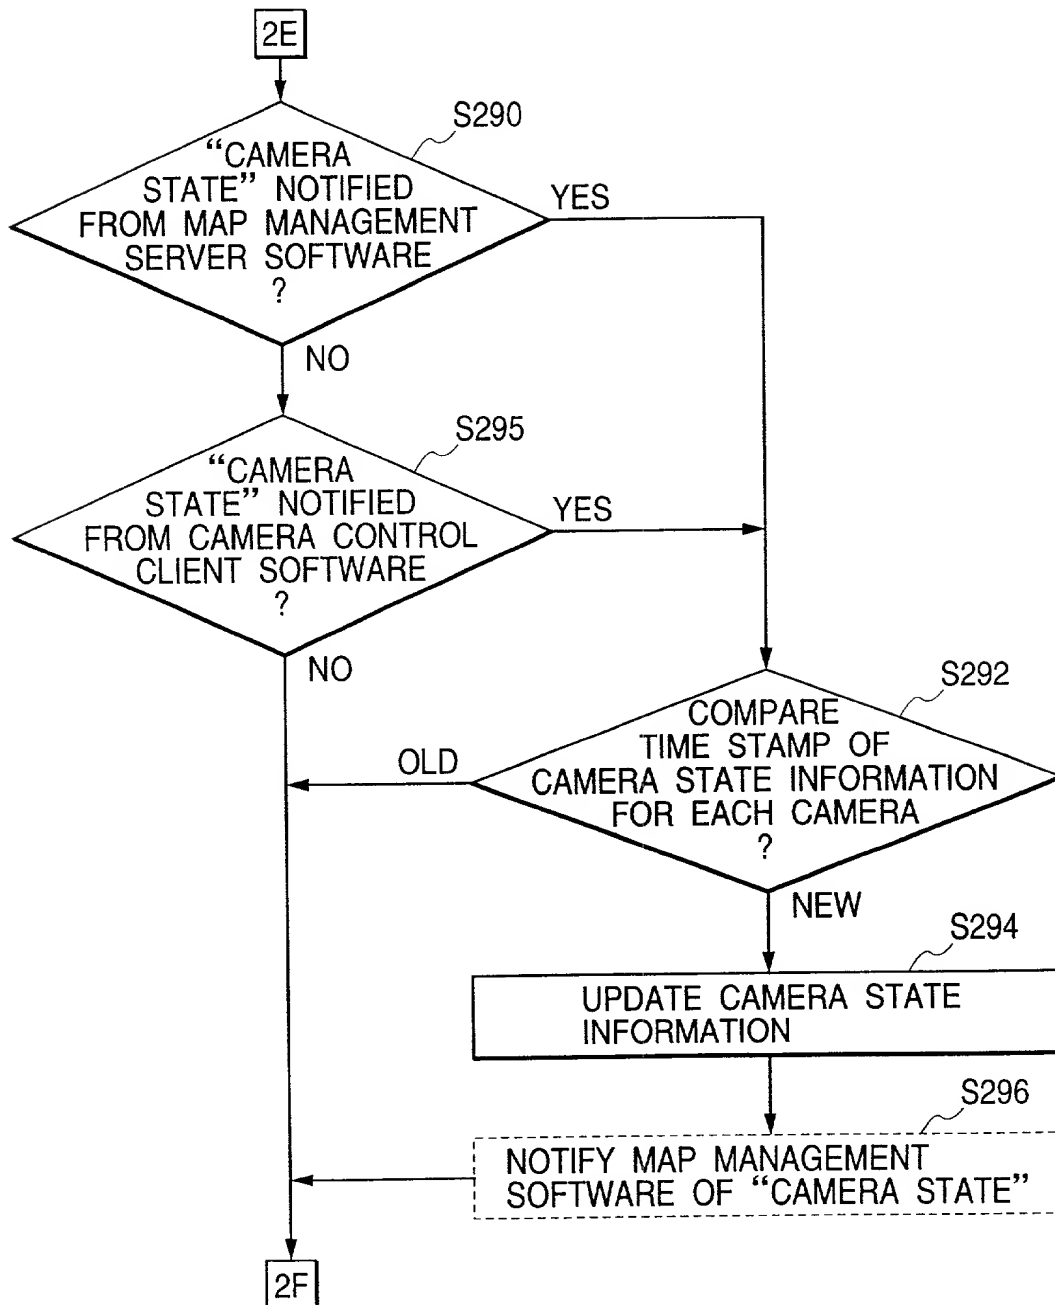 2E
S290
“CAMERA
STATE” NOTIFIED
FROM MAP MANAGEMENT
SERVER SOFTWARE
?
YES
NO
S295
“CAMERA
STATE” NOTIFIED
FROM CAMERA CONTROL
CLIENT SOFTWARE
?
YES
NO
S292
COMPARE
TIME STAMP OF
CAMERA STATE INFORMATION
FOR EACH CAMERA
?
OLD
NEW
S294
UPDATE CAMERA STATE
INFORMATION
S296
NOTIFY MAP MANAGEMENT
SOFTWARE OF “CAMERA STATE”
2F